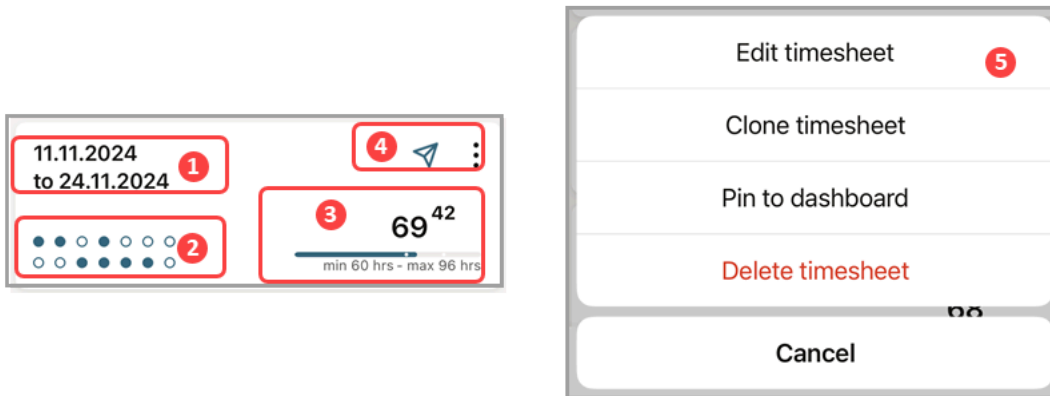 11.11.2024
to 24.11.2024
1
4
2
3
69 42
min 60 hrs - max 96 hrs
Edit timesheet
5
Clone timesheet
Pin to dashboard
Delete timesheet
Cancel